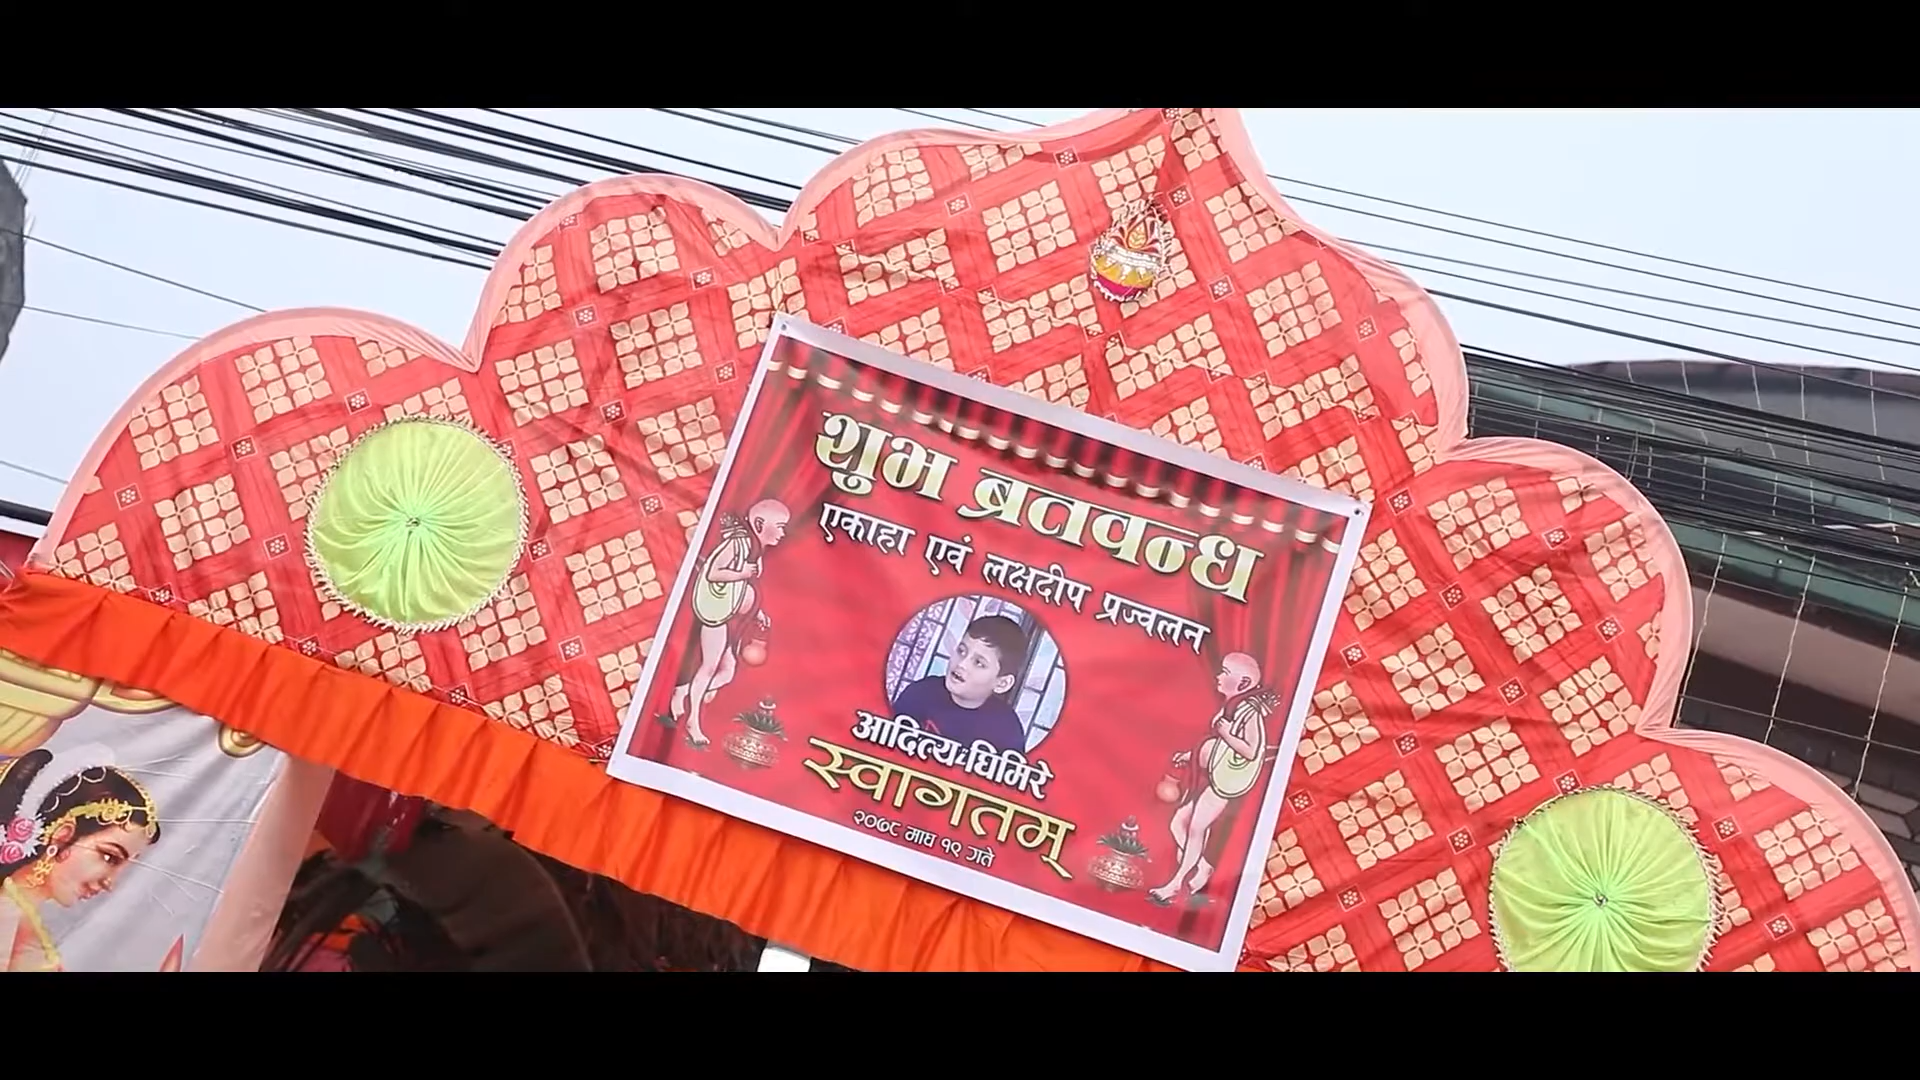 शुभ ब्रतवन्ध
एकाहा एवं लक्षदीप प्रज्वलन
आदित्य घिमिरे
स्वागतम्
२०७८ माघ १९ गते